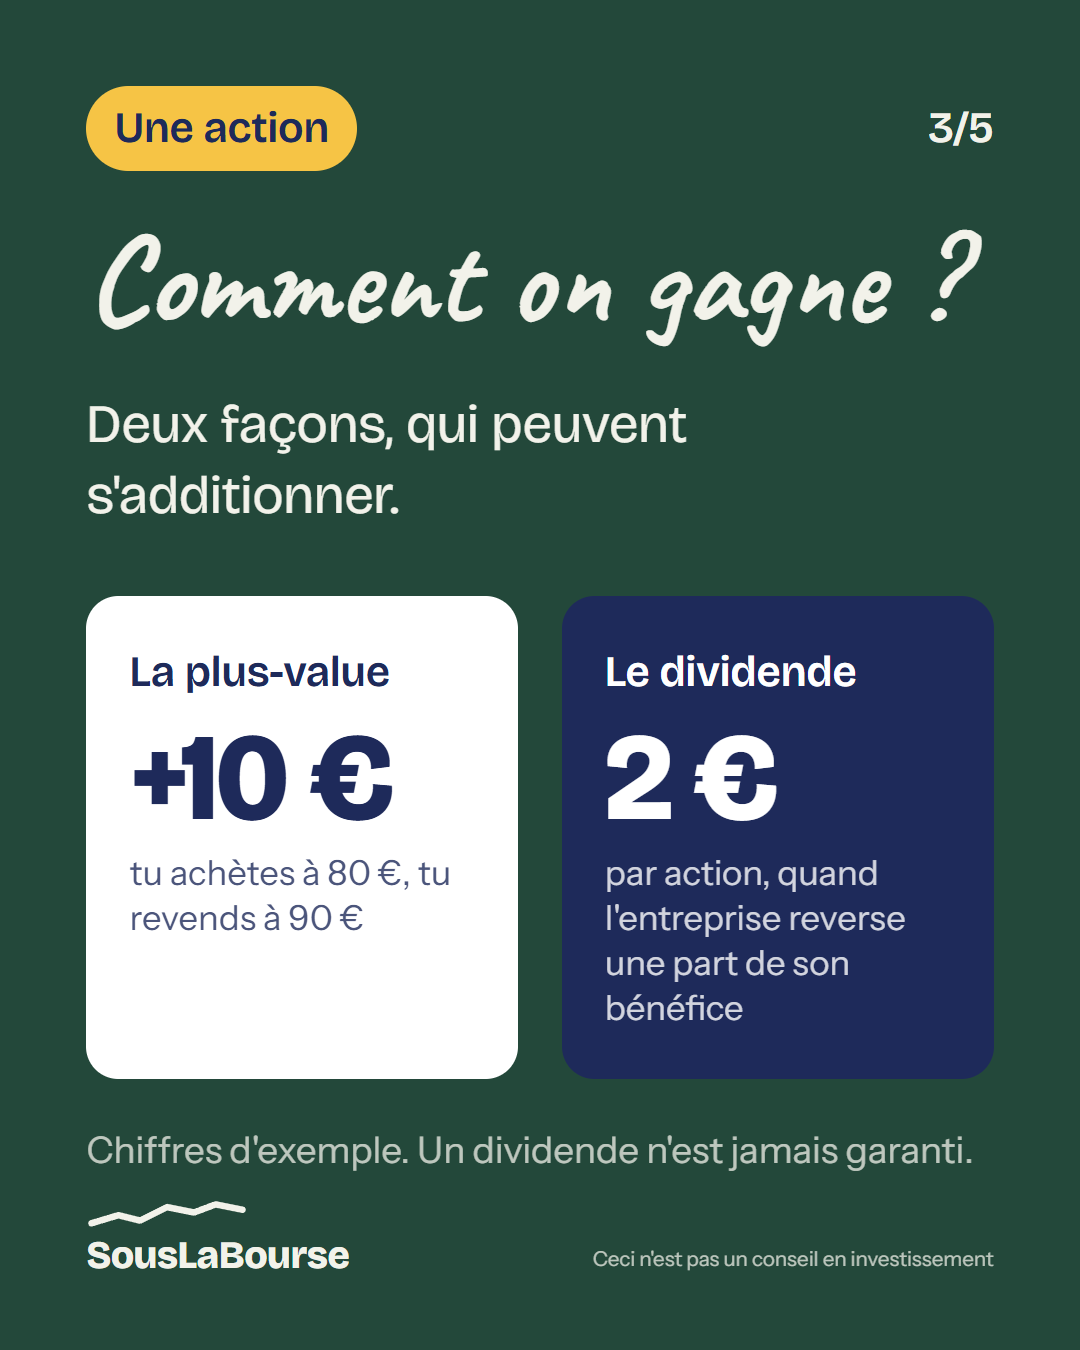 Une action
3/5
Comment on gagne ?
Deux façons, qui peuvent
s'additionner.
La plus-value
+10 €
tu achètes à 80 €, tu
revends à 90 €
Le dividende
2 €
par action, quand
l'entreprise reverse
une part de son
bénéfice
Chiffres d'exemple. Un dividende n'est jamais garanti.
SousLaBourse
Ceci n'est pas un conseil en investissement